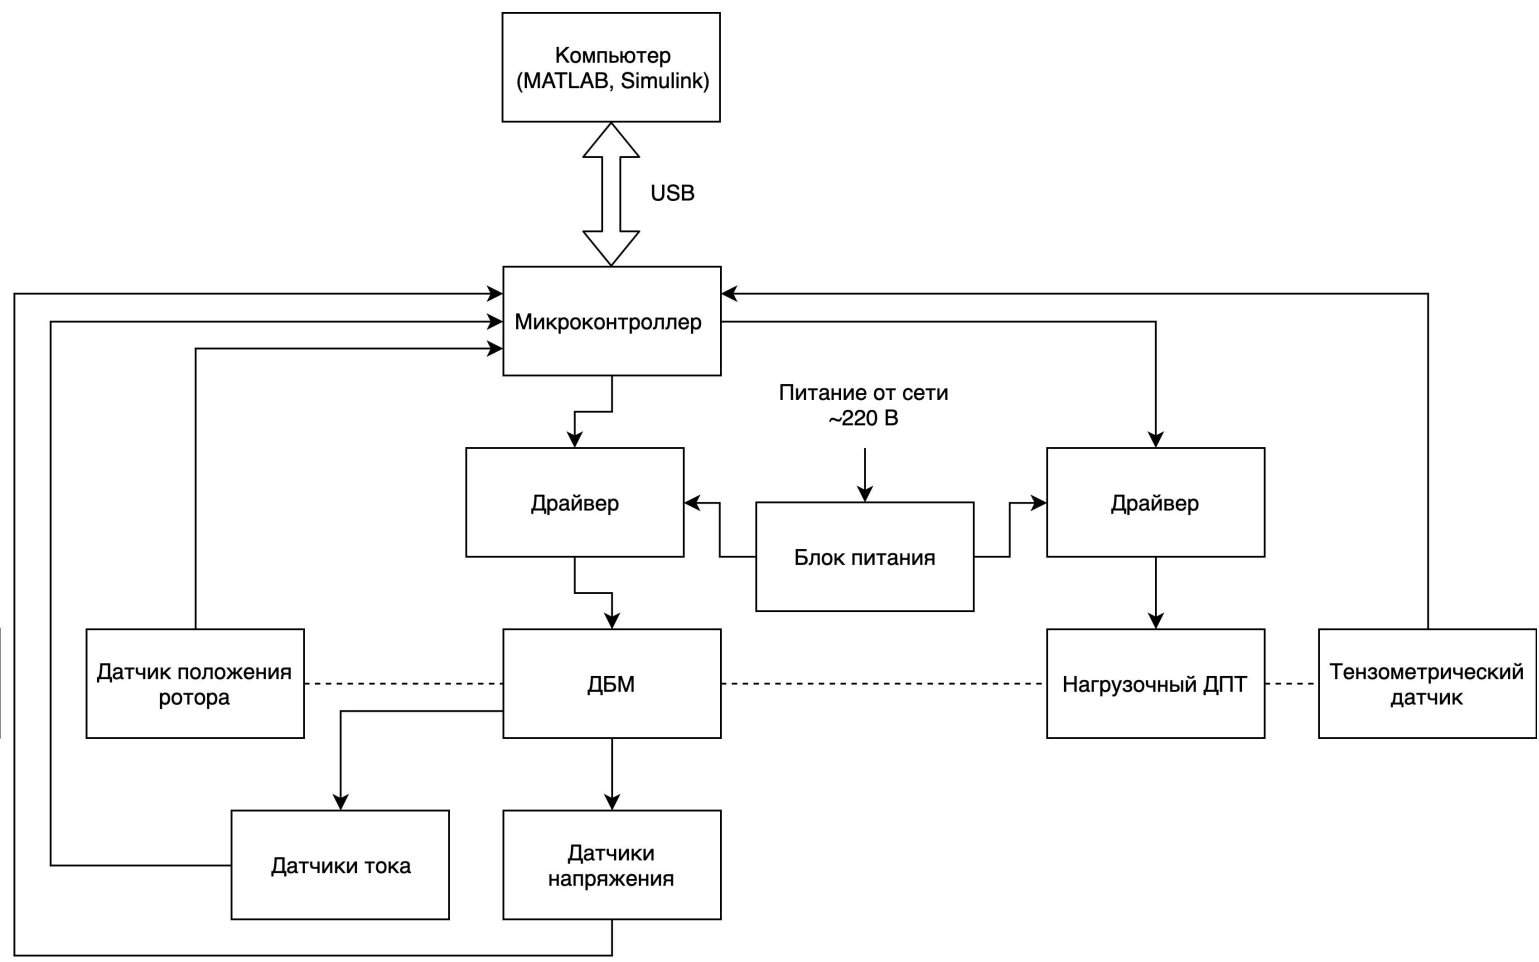 Компьютер
(MATLAB, Simulink)
USB
Микроконтроллер
Питание от сети
~220 В
Драйвер
Блок питания
Драйвер
Датчик положения
ротора
ДБМ
Нагрузочный ДПТ
Тензометрический
датчик
Датчики тока
Датчики
напряжения